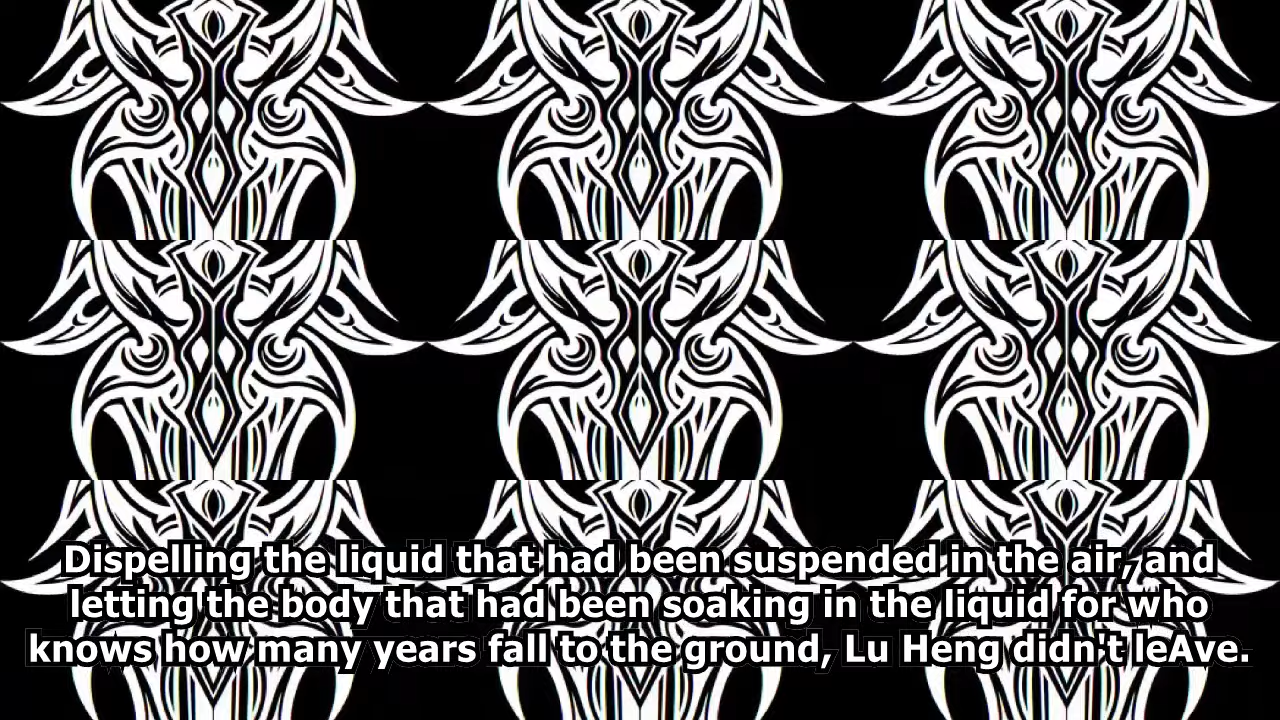 Dispelling the liquid that had been suspended in the air, and
letting the body that had been soaking in the liquid for who
knows how many years fall to the ground, Lu Heng didn't leAve.